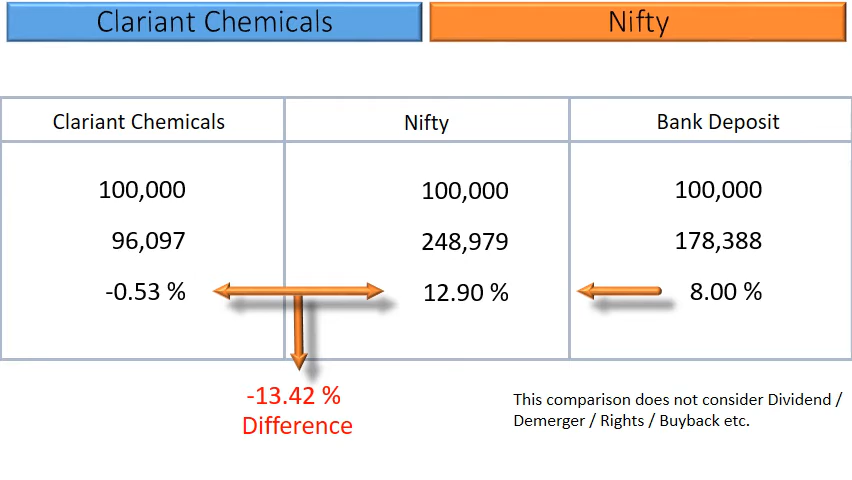 Clariant Chemicals
Nifty
Clariant Chemicals
Nifty
Bank Deposit
100,000
100,000
100,000
96,097
248,979
178,388
-0.53 %
12.90 %
8.00 %
-13.42 %
Difference
This comparison does not consider Dividend /
Demerger / Rights / Buyback etc.